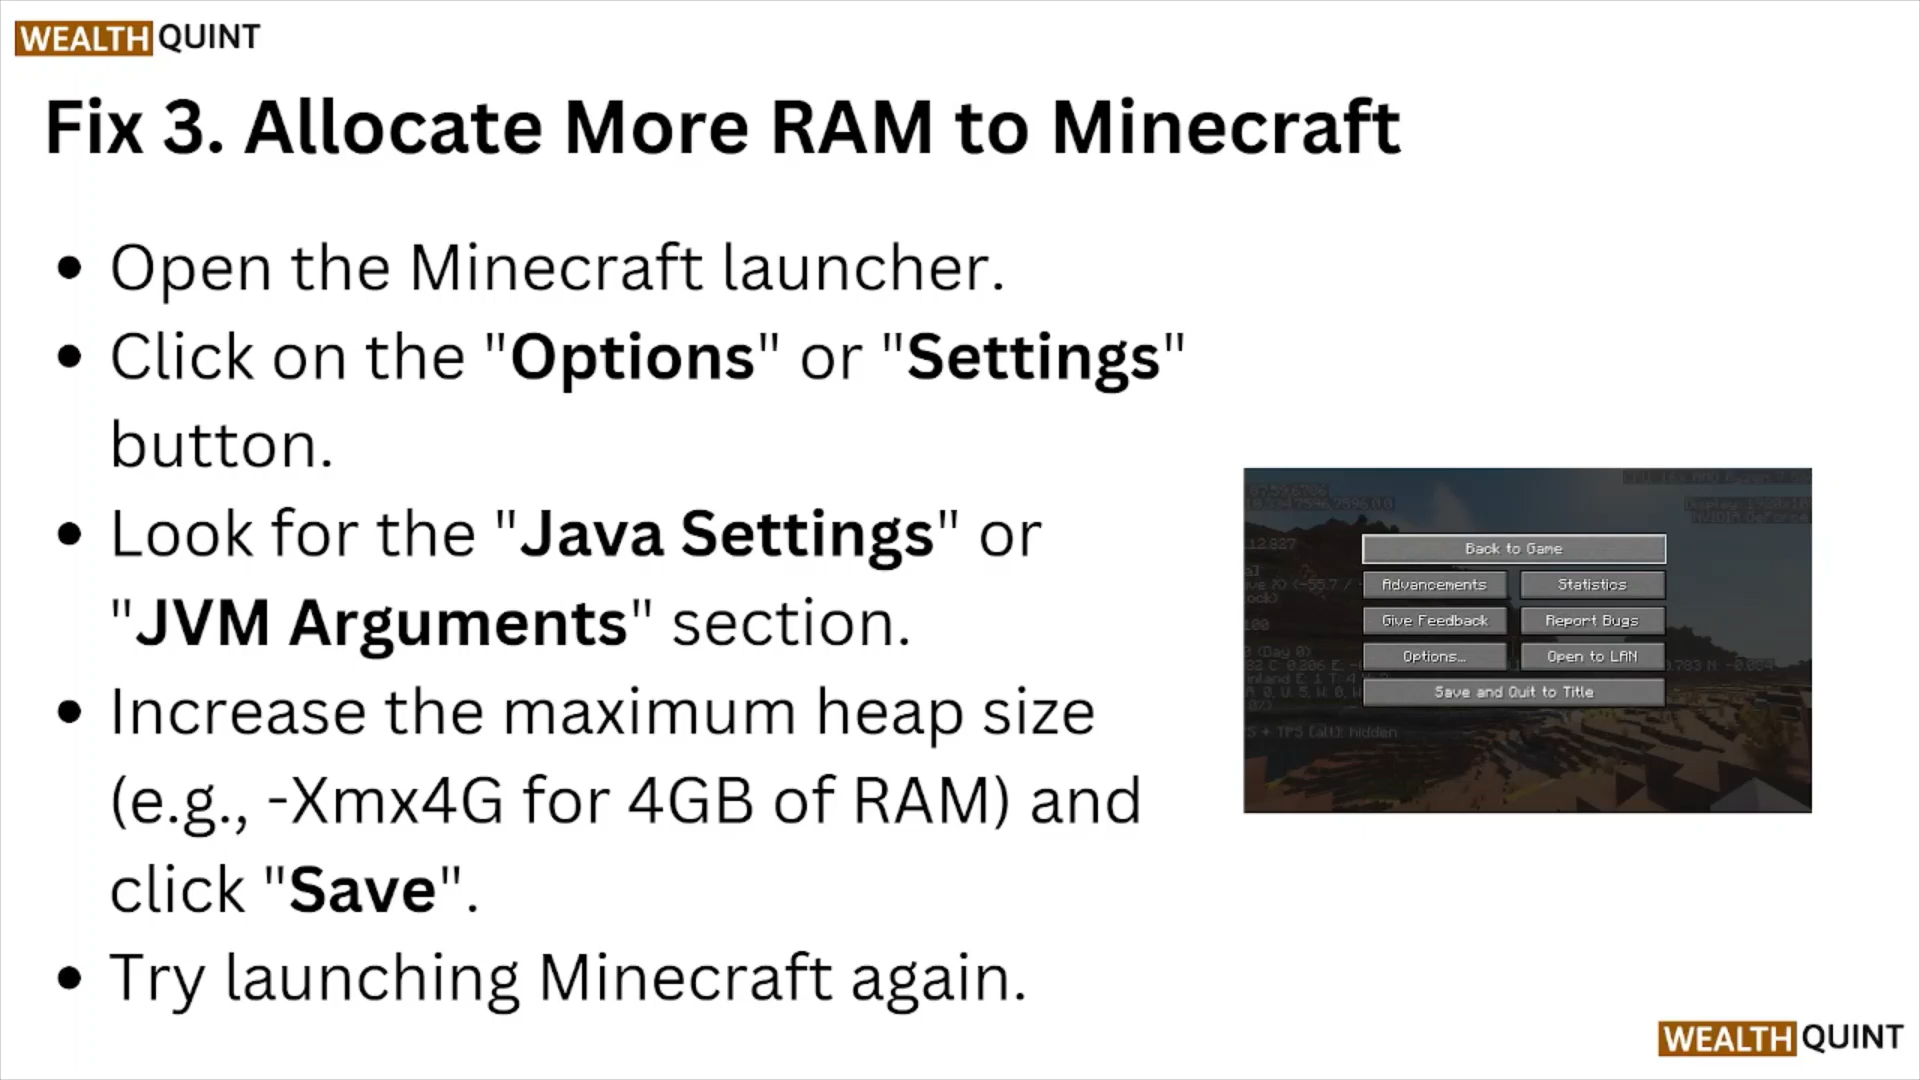 WEALTH QUINT
Fix 3. Allocate More RAM to Minecraft
• Open the Minecraft launcher.
• Click on the "Options" or "Settings"
button.
• Look for the "Java Settings" or
"JVM Arguments" section.
• Increase the maximum heap size
(e.g., -Xmx4G for 4GB of RAM) and
click "Save".
• Try launching Minecraft again.
Back to Game
Advancements Statistics
Give Feedback Report Bugs
Options... Open to LAN
Save and Quit to Title
hidden
WEALTH QUINT